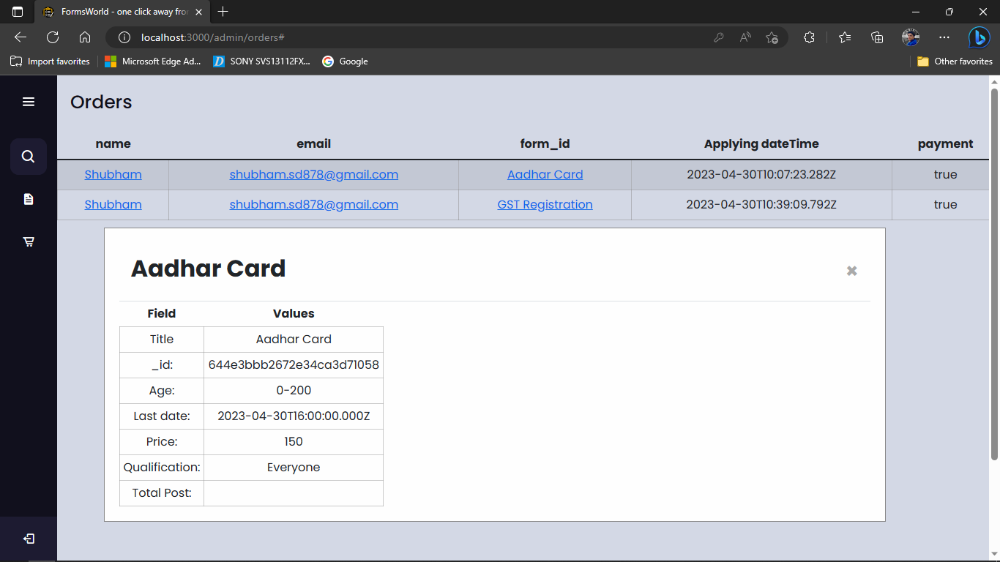 FormsWorld - one click away fro
localhost:3000/admin/orders#
Import favorites Microsoft Edge Ad... SONY SVS13112FX... Google Other favorites
Orders
name email form_id Applying dateTime payment
Shubham shubham.sd878@gmail.com Aadhar Card 2023-04-30T10:07:23.282Z true
Shubham shubham.sd878@gmail.com GST Registration 2023-04-30T10:39:09.792Z true
Aadhar Card
Field Values
Title Aadhar Card
_id: 644e3bbb2672e34ca3d71058
Age: 0-200
Last date: 2023-04-30T16:00:00.000Z
Price: 150
Qualification: Everyone
Total Post: